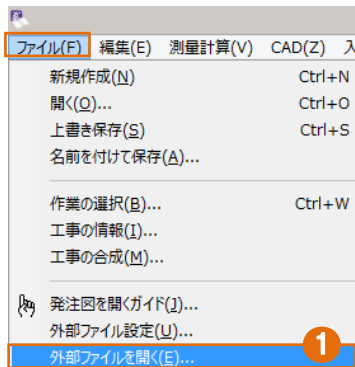 ファイル(F) 編集(E) 測量計算(V) CAD(Z) 入
新規作成(N) Ctrl+N
開く(O)... Ctrl+O
上書き保存(S) Ctrl+S
名前を付けて保存(A)...
作業の選択(B)... Ctrl+W
工事の情報(I)...
工事の合成(M)...
発注図を開くガイド(J)...
外部ファイル設定(U)...
外部ファイルを開く(E)... 1